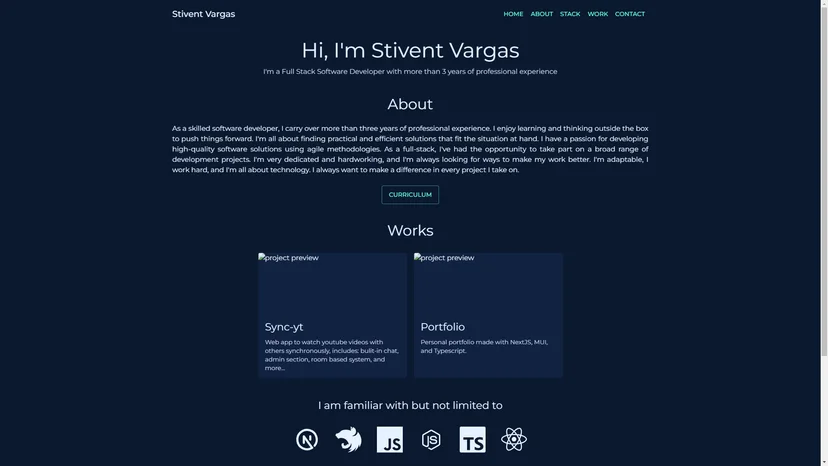 Stivent Vargas
HOME ABOUT STACK WORK CONTACT
Hi, I'm Stivent Vargas
I'm a Full Stack Software Developer with more than 3 years of professional experience
About
As a skilled software developer, I carry over more than three years of professional experience. I enjoy learning and thinking outside the box
to push things forward. I'm all about finding practical and efficient solutions that fit the situation at hand. I have a passion for developing
high-quality software solutions using agile methodologies. As a full-stack, I've had the opportunity to take part on a broad range of
development projects. I'm very dedicated and hardworking, and I'm always looking for ways to make my work better. I'm adaptable, I
work hard, and I'm all about technology. I always want to make a difference in every project I take on.
CURRICULUM
Works
project preview
Sync-yt
Web app to watch youtube videos with
others synchronously, includes: built-in chat,
admin section, room based system, and
more...
project preview
Portfolio
Personal portfolio made with NextJS, MUI,
and Typescript.
I am familiar with but not limited to
N
JS
JS
TS